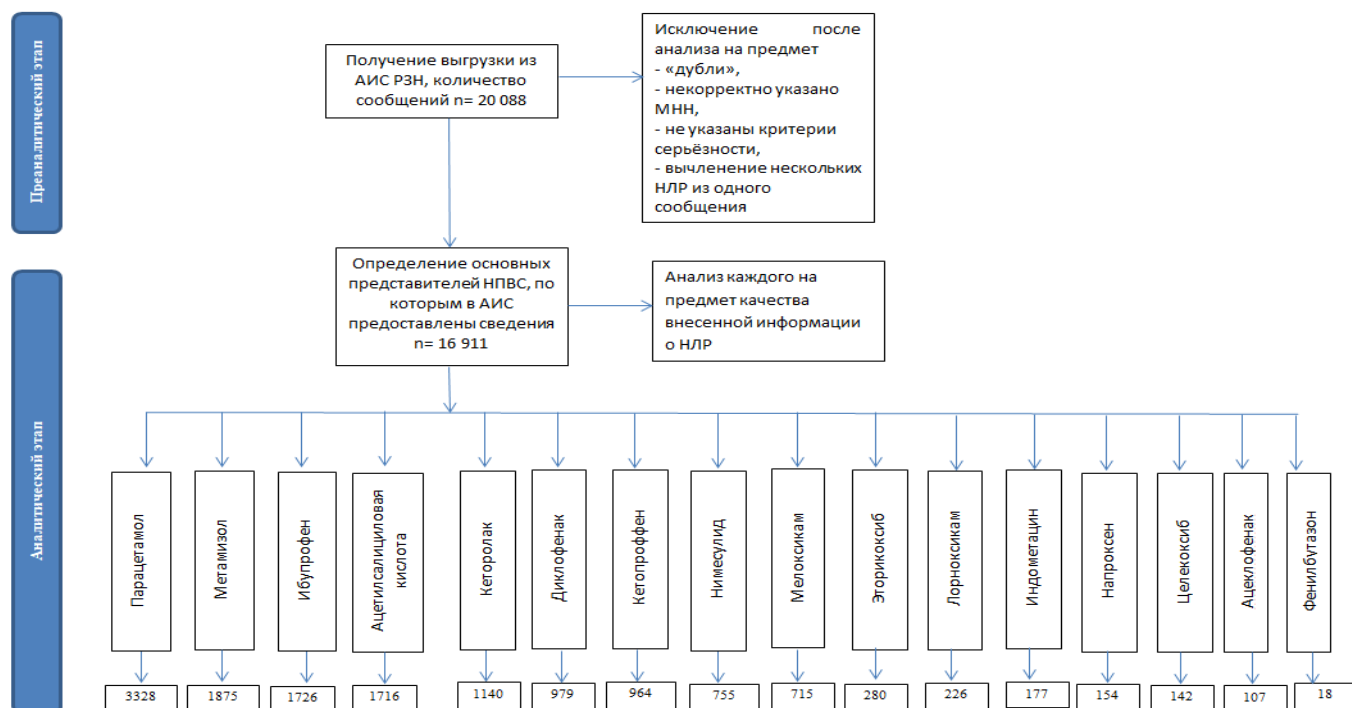 Преаналитический этап
Получение выгрузки из
АИС РЗН, количество
сообщений n= 20 088
Исключение после
анализа на предмет
- «дубли»,
- некорректно указано
МНН,
- не указаны критерии
серьёзности,
- вычленение нескольких
НЛР из одного
сообщения
Аналитический этап
Определение основных
представителей НПВС, по
которым в АИС
предоставлены сведения
n= 16 911
Анализ каждого на
предмет качества
внесенной информации
о НЛР
Парацетамол
Метамизол
Ибупрофен
Ацетилсалициловая
кислота
Кеторолак
Диклофенак
Кетопроффен
Нимесулид
Мелоксикам
Эторикоксиб
Лорноксикам
Индометацин
Напроксен
Целекоксиб
Ацеклофенак
Фенилбутазон
3328
1875
1726
1716
1140
979
964
755
715
280
226
177
154
142
107
18